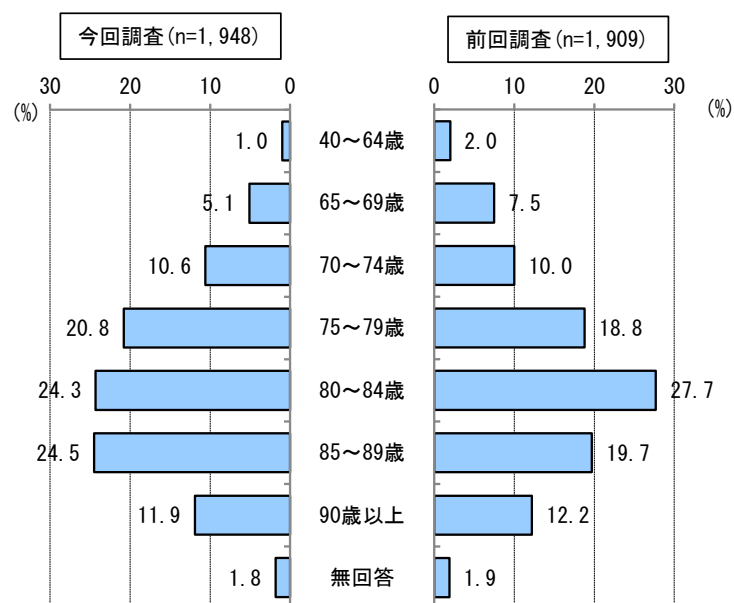 今回調査(n=1,948)
前回調査(n=1,909)
30 20 10 0
0 10 20 30
(%)
(%)
1.0 40～64歳 2.0
5.1 65～69歳 7.5
10.6 70～74歳 10.0
20.8 75～79歳 18.8
24.3 80～84歳 27.7
24.5 85～89歳 19.7
11.9 90歳以上 12.2
1.8 無回答 1.9